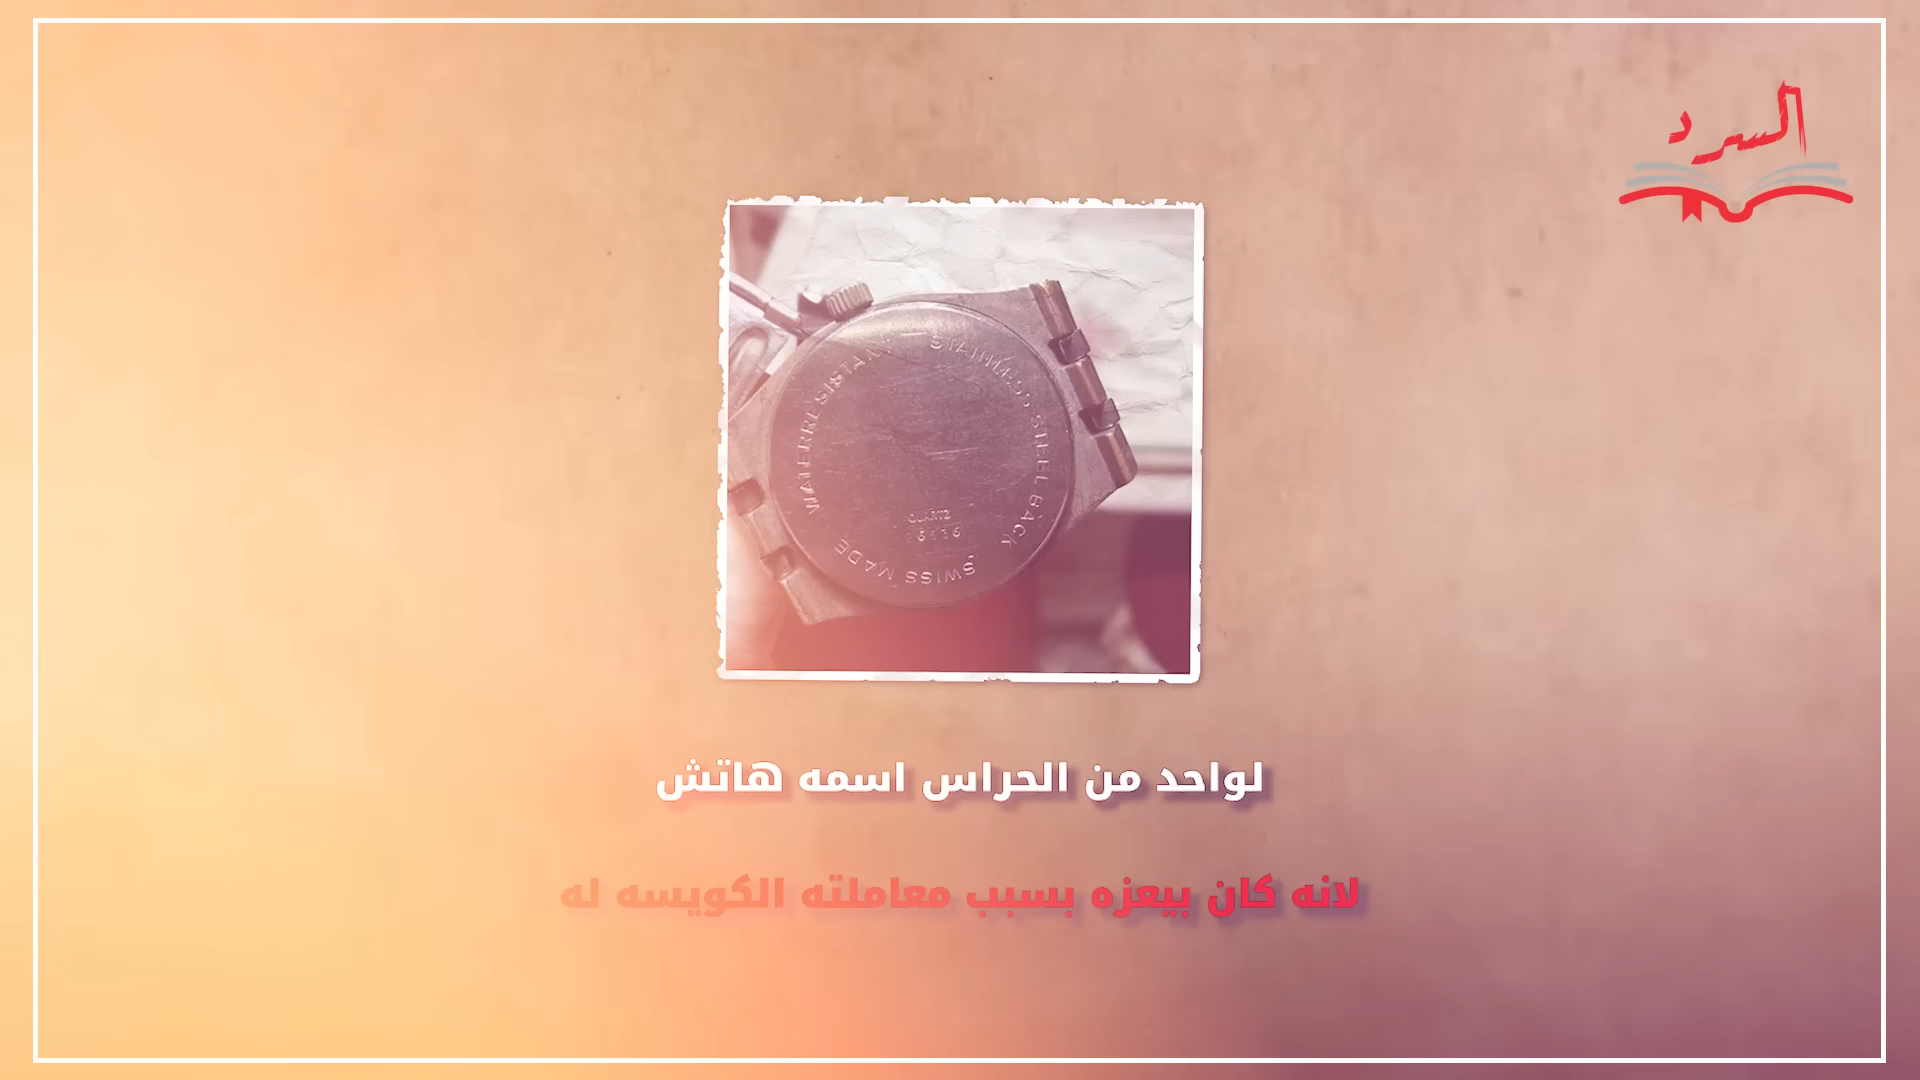 السرد
WATERRESISTANT STAINLESS STEEL BACK
QUARTZ
SWISS MADE
لواحد من الحراس اسمه هاتش
لانه كان بيعزه بسبب معاملته الكويسه له